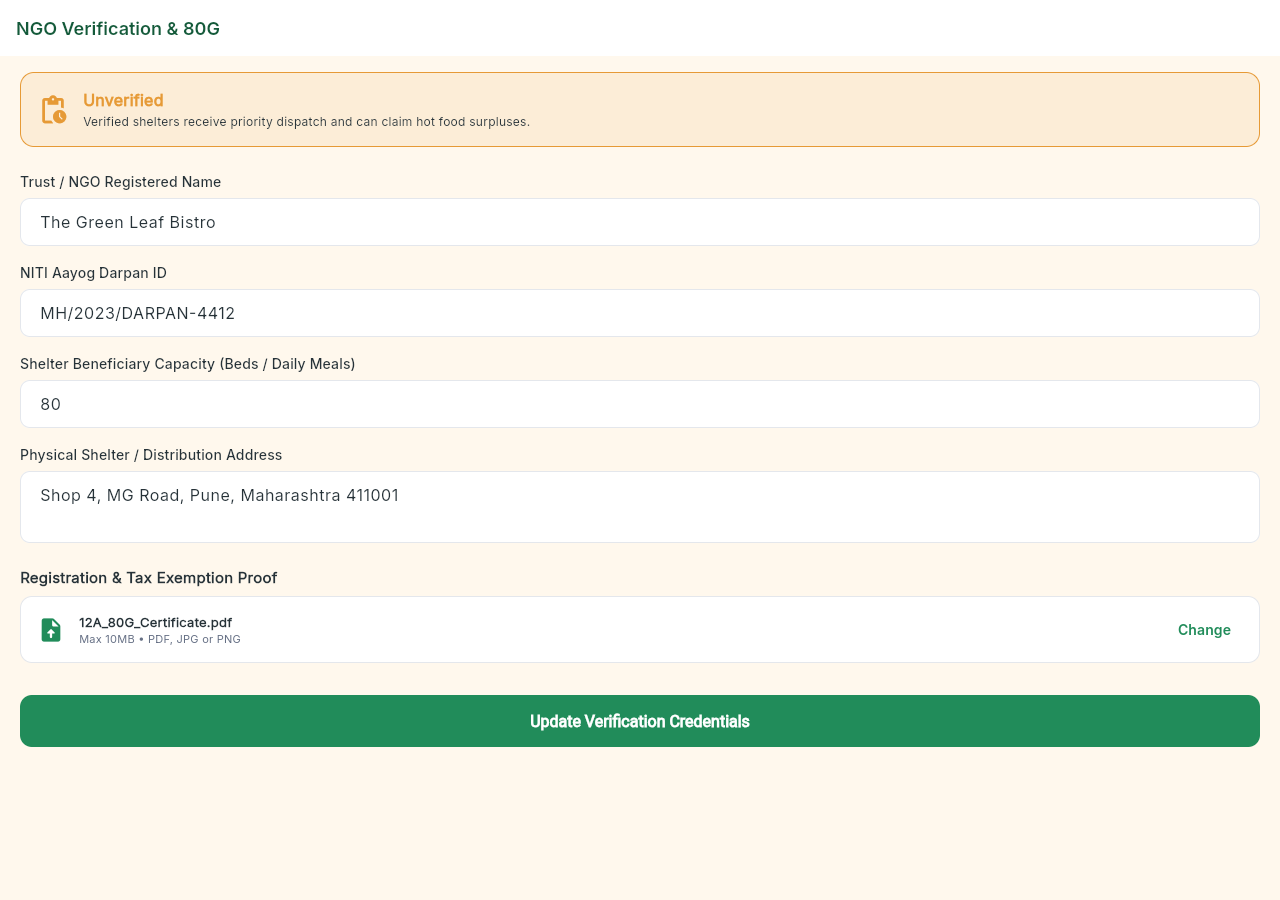 NGO Verification & 80G
Unverified
Verified shelters receive priority dispatch and can claim hot food surpluses.
Trust / NGO Registered Name
The Green Leaf Bistro
NITI Aayog Darpan ID
MH/2023/DARPAN-4412
Shelter Beneficiary Capacity (Beds / Daily Meals)
80
Physical Shelter / Distribution Address
Shop 4, MG Road, Pune, Maharashtra 411001
Registration & Tax Exemption Proof
12A_80G_Certificate.pdf
Max 10MB • PDF, JPG or PNG
Change
Update Verification Credentials